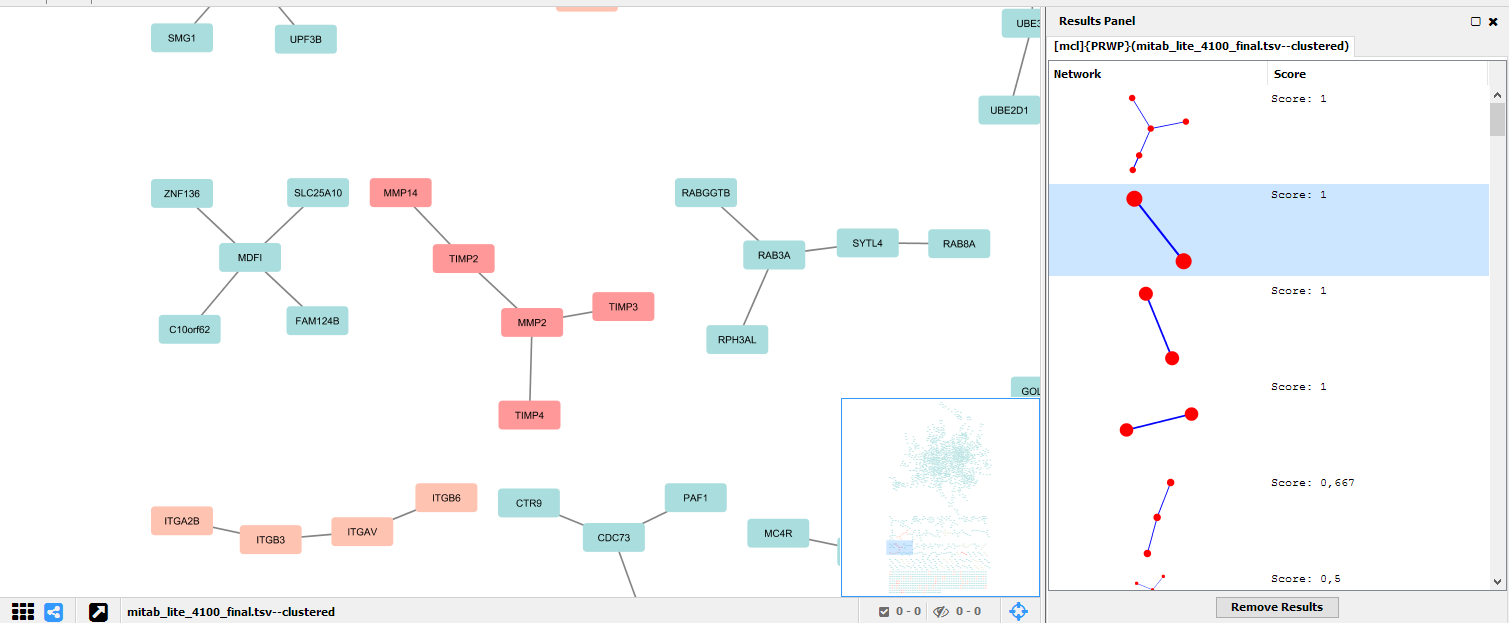 SMG1
UPF3B
UBE3
UBE2D1
ZNF136
SLC25A10
MMP14
RABGGTB
MDFI
TIMP2
RAB3A
SYTL4
RAB8A
C10orf62
FAM124B
MMP2
TIMP3
RPH3AL
TIMP4
GOL
ITGA2B
ITGB3
ITGAV
ITGB6
CTR9
PAF1
CDC73
MC4R
mitab_lite_4100_final.tsv--clustered
0 - 0
0 - 0
Results Panel
[mcl]{PRWP}(mitab_lite_4100_final.tsv--clustered)
Network Score
Score: 1
Score: 1
Score: 1
Score: 1
Score: 0,667
Score: 0,5
Remove Results